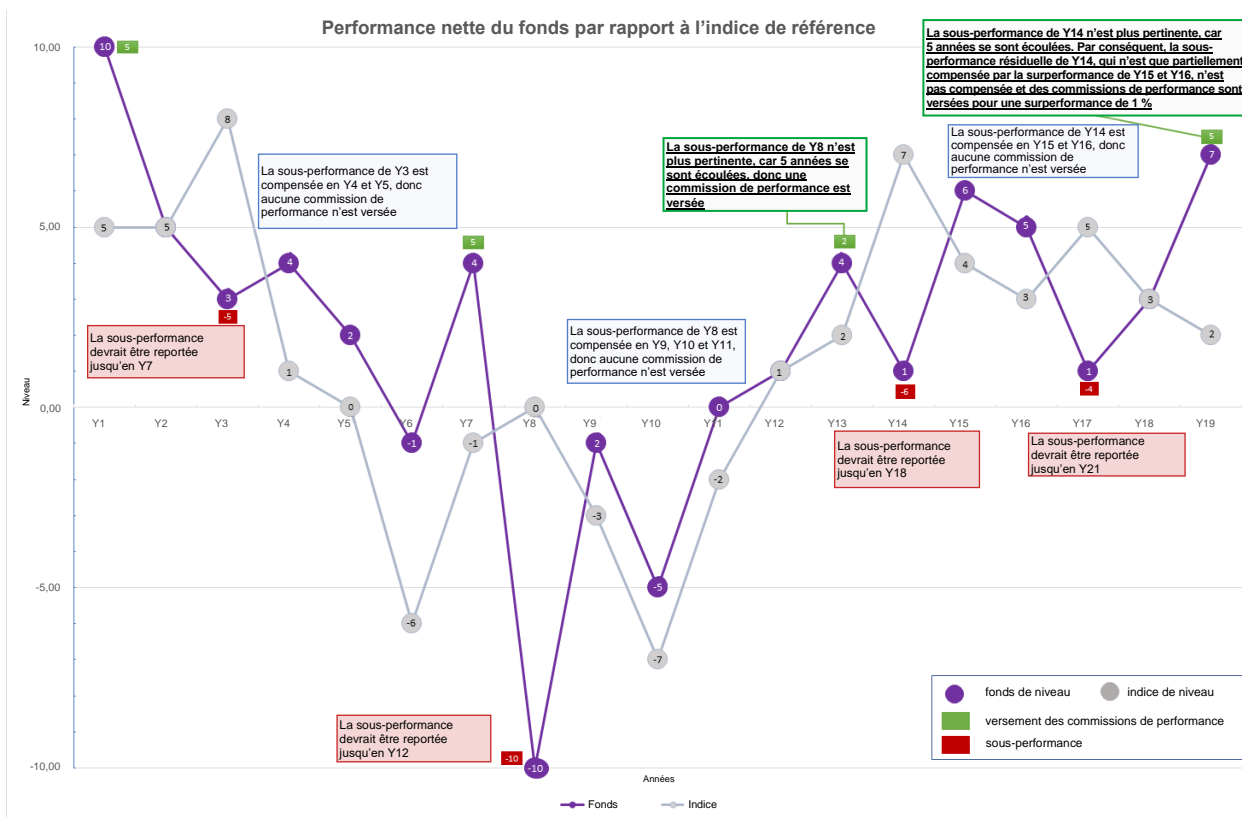 Performance nette du fonds par rapport à l'indice de référence
La sous-performance de Y14 n'est plus pertinente, car
5 années se sont écoulées. Par conséquent, la sous-
performance résiduelle de Y14, qui n'est que partiellement
compensée par la surperformance de Y15 et Y16, n'est
pas compensée et des commissions de performance sont
versées pour une surperformance de 1 %
La sous-performance de Y8 n'est
plus pertinente, car 5 années se
sont écoulées, donc une
commission de performance est
versée
La sous-performance de Y14 est
compensée en Y15 et Y16, donc
aucune commission de
performance n'est versée
La sous-performance de Y3 est
compensée en Y4 et Y5, donc
aucune commission de
performance n'est versée
La sous-performance
devrait être reportée
jusqu'en Y7
La sous-performance de Y8 est
compensée en Y9, Y10 et Y11,
donc aucune commission de
performance n'est versée
La sous-performance
devrait être reportée
jusqu'en Y18
La sous-performance
devrait être reportée
jusqu'en Y21
La sous-performance
devrait être reportée
jusqu'en Y12
Niveau
10,00
5,00
0,00
-5,00
-10,00
Y1 Y2 Y3 Y4 Y5 Y6 Y7 Y8 Y9 Y10 Y11 Y12 Y13 Y14 Y15 Y16 Y17 Y18 Y19
10 5 3 4 2 -1 4 -10 2 -5 0 1 4 1 6 5 1 3 7
5 5 8 1 0 -6 -1 0 -3 -7 -2 1 2 7 4 3 5 3 2
5 5 2 5
-5 -10 -6 -4
fonds de niveau
indice de niveau
versement des commissions de performance
sous-performance
Années
Fonds Indice